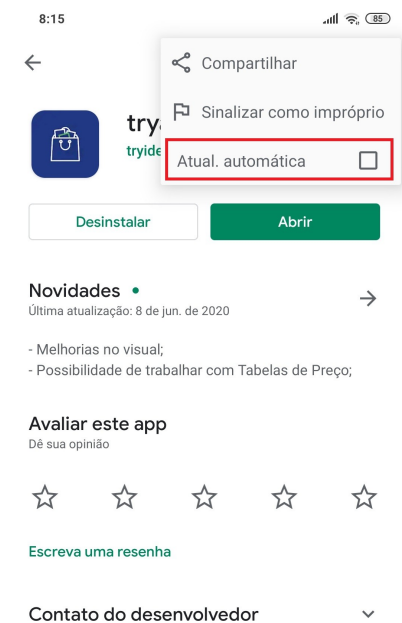 8:15
85
Compartilhar
Sinalizar como impróprio
Atual. automática
Desinstalar
Abrir
Novidades
Última atualização: 8 de jun. de 2020
- Melhorias no visual;
- Possibilidade de trabalhar com Tabelas de Preço;
Avaliar este app
Dê sua opinião
Escreva uma resenha
Contato do desenvolvedor